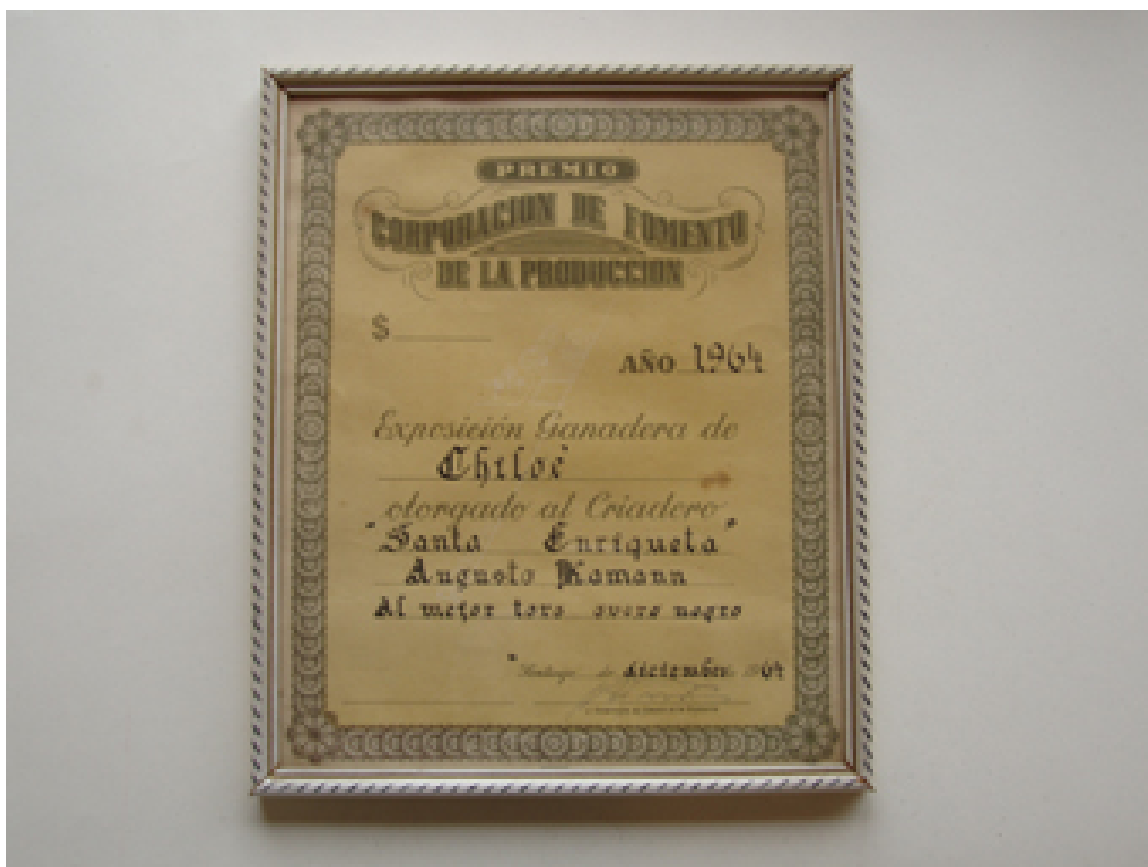 PREMIO
CORPORACION DE FOMENTO
DE LA PRODUCCION
$
AÑO 1964
Exposición Ganadera de
Chiloé
otorgado al Criadero
"Santa Enriqueta"
Augusto Kamann
Al mejor toro overo negro
Santiago de diciembre 1964